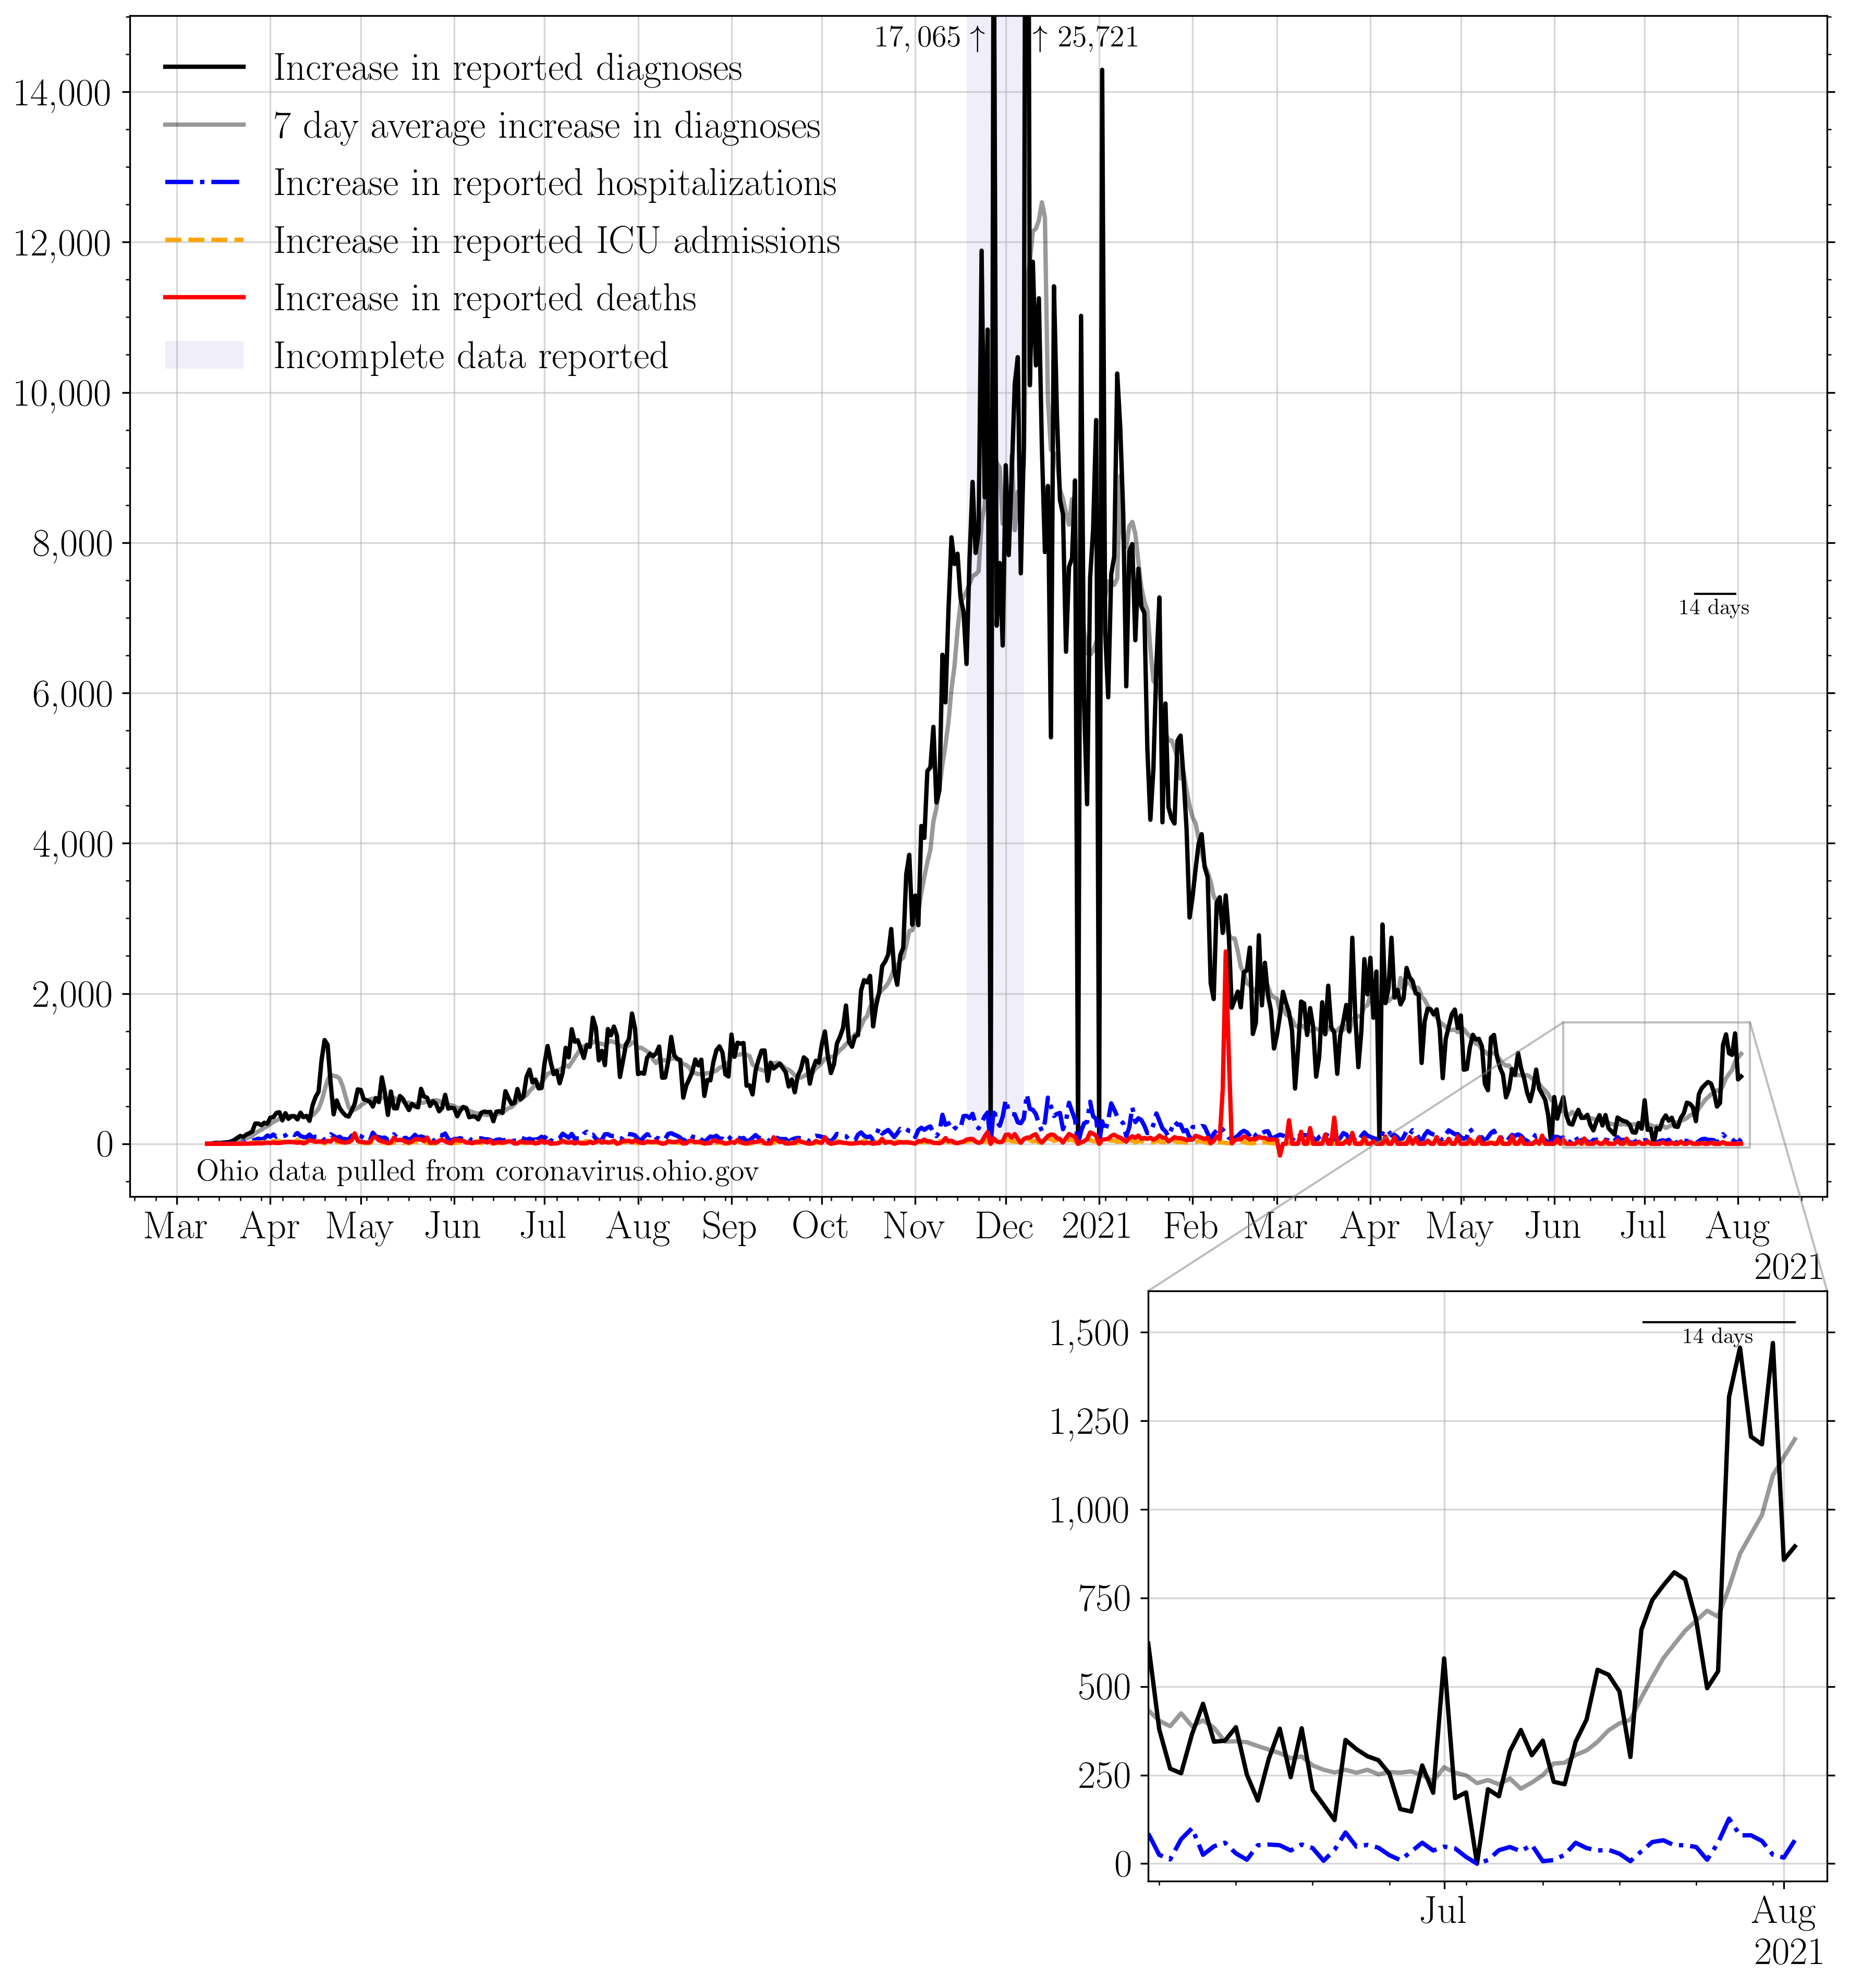 17,065 ↑ ↑ 25,721
Increase in reported diagnoses
7 day average increase in diagnoses
Increase in reported hospitalizations
Increase in reported ICU admissions
Increase in reported deaths
Incomplete data reported
14,000
12,000
10,000
8,000
6,000
4,000
2,000
0
14 days
Ohio data pulled from coronavirus.ohio.gov
Mar Apr May Jun Jul Aug Sep Oct Nov Dec 2021 Feb Mar Apr May Jun Jul Aug
2021
14 days
1,500
1,250
1,000
750
500
250
0
Jul Aug
2021